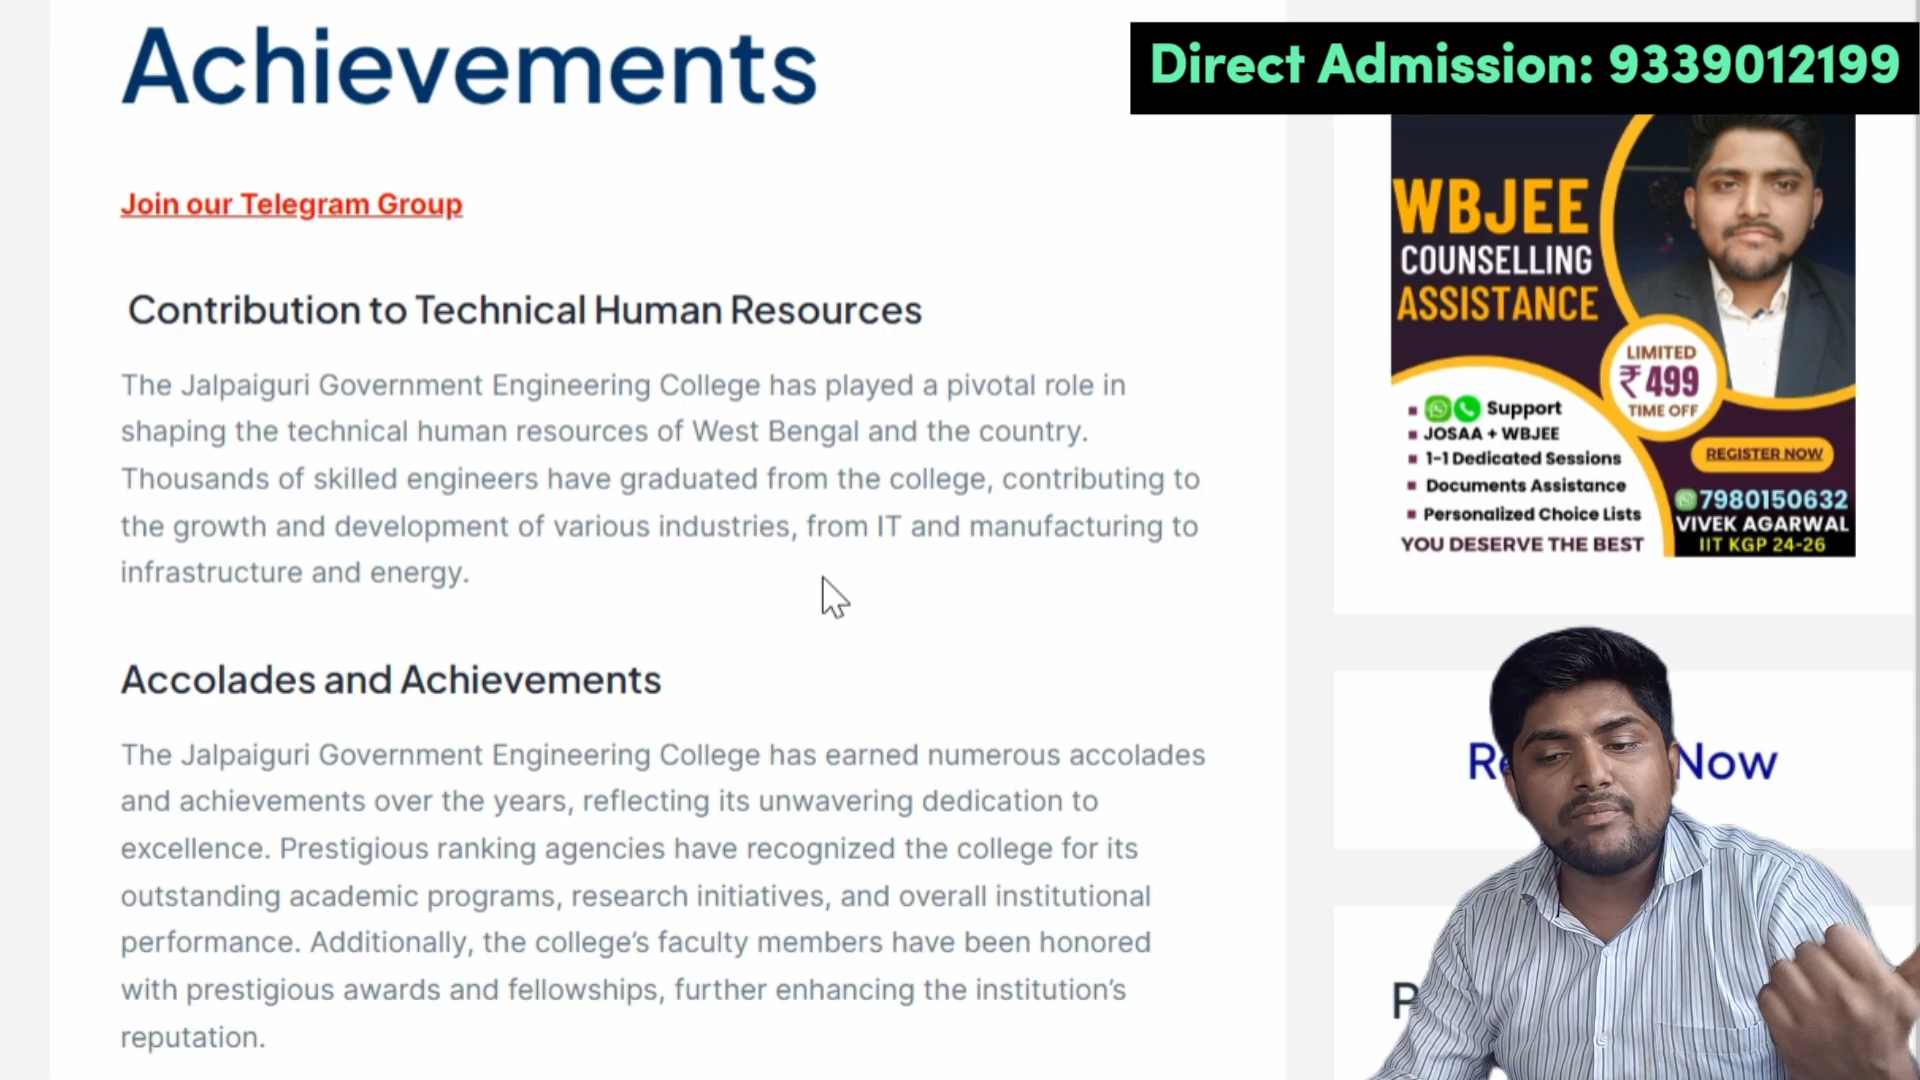 Achievements
Direct Admission: 9339012199
Join our Telegram Group
Contribution to Technical Human Resources
The Jalpaiguri Government Engineering College has played a pivotal role in
shaping the technical human resources of West Bengal and the country.
Thousands of skilled engineers have graduated from the college, contributing to
the growth and development of various industries, from IT and manufacturing to
infrastructure and energy.
Accolades and Achievements
The Jalpaiguri Government Engineering College has earned numerous accolades
and achievements over the years, reflecting its unwavering dedication to
excellence. Prestigious ranking agencies have recognized the college for its
outstanding academic programs, research initiatives, and overall institutional
performance. Additionally, the college’s faculty members have been honored
with prestigious awards and fellowships, further enhancing the institution’s
reputation.
WBJEE
COUNSELLING
ASSISTANCE
LIMITED
₹499
TIME OFF
Support
JOSAA + WBJEE
1-1 Dedicated Sessions
Documents Assistance
Personalized Choice Lists
YOU DESERVE THE BEST
REGISTER NOW
7980150632
VIVEK AGARWAL
IIT KGP 24-26
Now